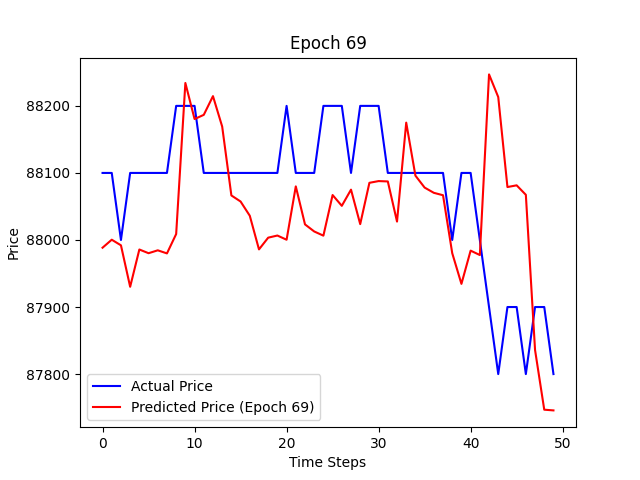 Epoch 69
88200
88100
88000
87900
87800
Price
0 10 20 30 40 50
Time Steps
Actual Price
Predicted Price (Epoch 69)